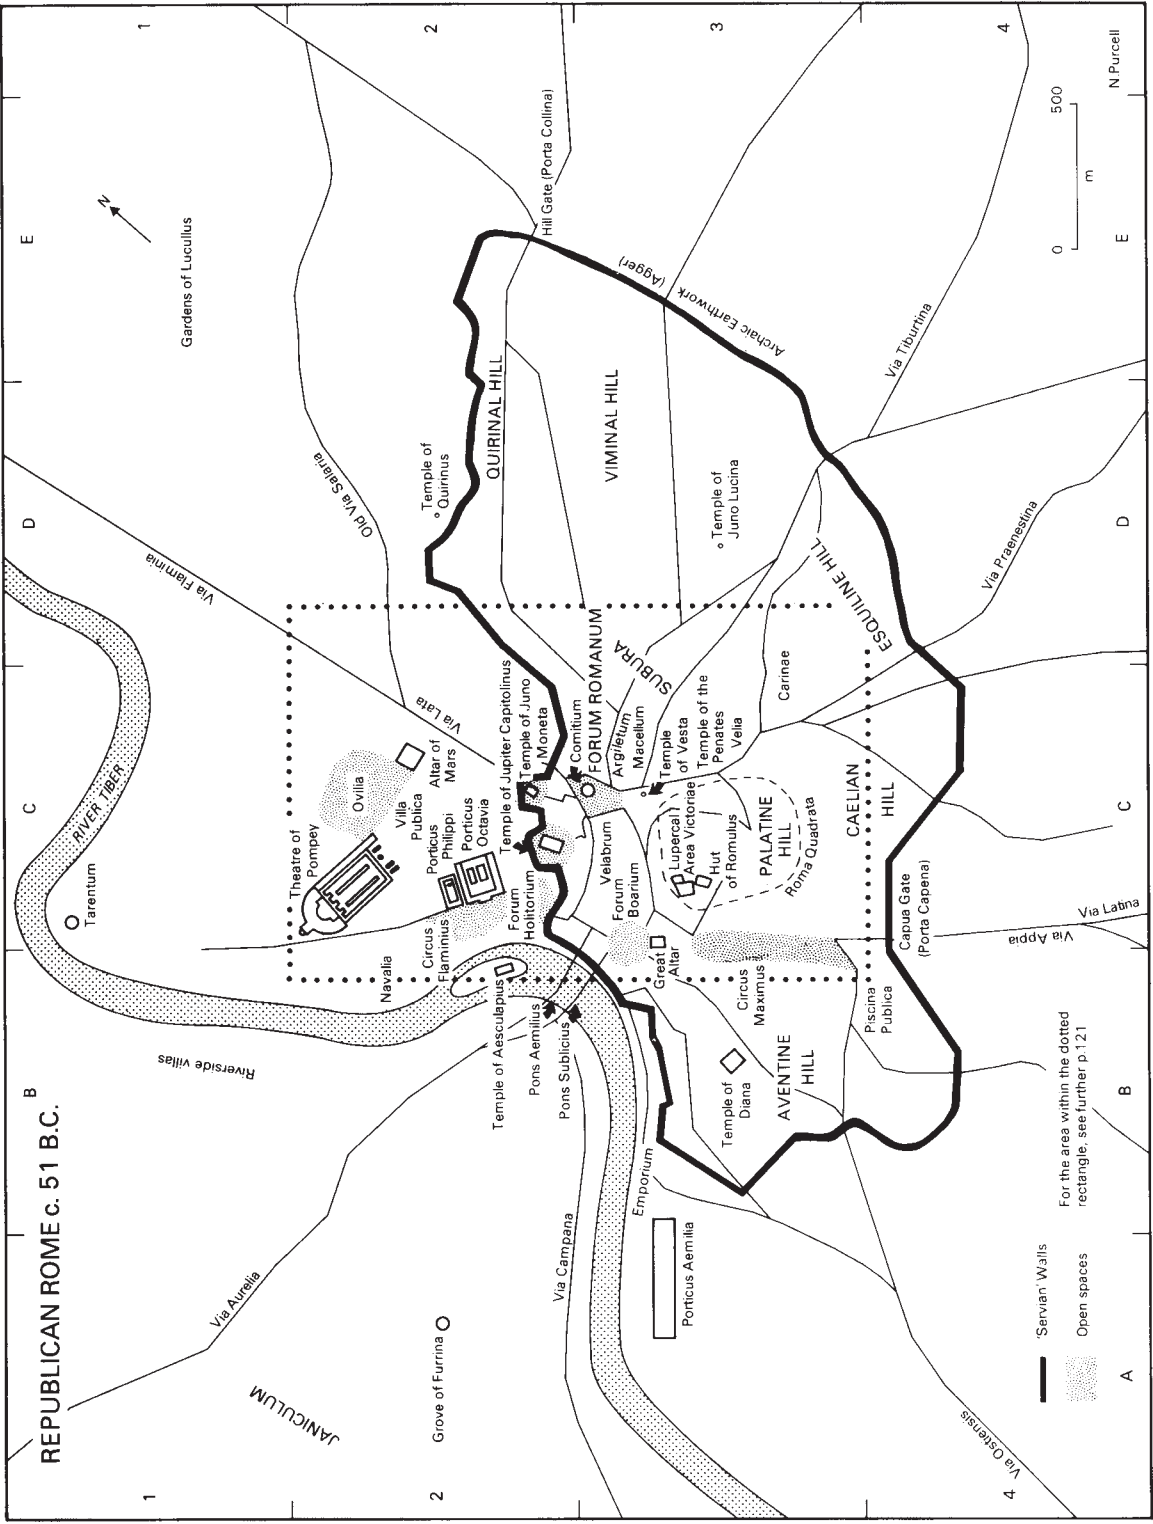 REPUBLICAN ROME c. 51 B.C.
A
B
C
D
E
1
2
3
4
1
2
4
A
B
C
D
E
N
RIVER TIBER
Tarentum
Riverside villas
Navalia
Theatre of
Pompey
Ovilia
Villa
Publica
Altar of
Mars
Porticus
Philippi
Porticus
Octavia
Circus
Flaminius
Forum
Holitorium
Via Flaminia
Via Lata
Old Via Salaria
Gardens of Lucullus
Temple of
Quirinus
QUIRINAL HILL
Hill Gate (Porta Collina)
Archaic Earthwork (Agger)
VIMINAL HILL
Temple of
Juno Lucina
Via Tiburtina
Via Praenestina
ESQUILINE HILL
SUBURA
Carinae
Temple of Jupiter Capitolinus
Temple of Juno
Moneta
Comitium
FORUM ROMANUM
Argiletum
Macellum
Temple
of Vesta
Temple of the
Penates
Velia
Velabrum
Forum
Boarium
Lupercal
Area Victoriae
Hut
of Romulus
PALATINE
HILL
Roma Quadrata
CAELIAN
HILL
Great
Altar
Circus
Maximus
Capua Gate
(Porta Capena)
Via Latina
Via Appia
Piscina
Publica
AVENTINE
HILL
Temple of
Diana
Temple of Aesculapius
Pons Aemilius
Pons Sublicius
Emporium
Porticus Aemilia
Via Campana
Via Aurelia
JANICULUM
Grove of Furrina
Via Ostiensis
'Servian' Walls
Open spaces
For the area within the dotted
rectangle, see further p.121
0
500
m
N.Purcell